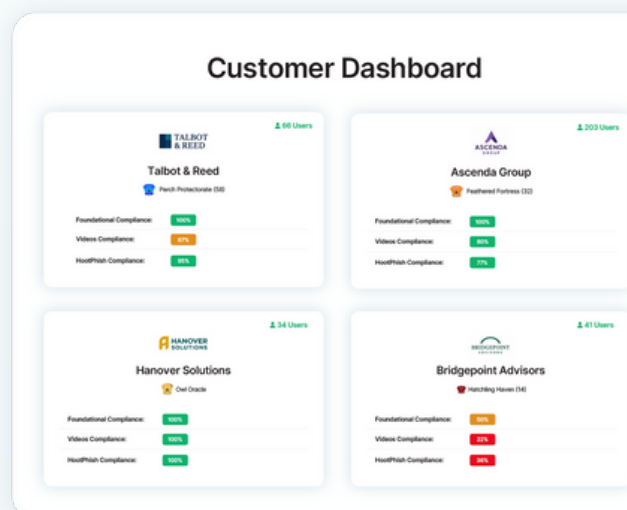 Customer Dashboard
66 Users
TALBOT
& REED
Talbot & Reed
Perch Protectorate (58)
Foundational Compliance: 100%
Videos Compliance: 67%
HootPhish Compliance: 95%
203 Users
ASCENDA
GROUP
Ascenda Group
Feathered Fortress (32)
Foundational Compliance: 100%
Videos Compliance: 80%
HootPhish Compliance: 77%
34 Users
HANOVER
SOLUTIONS
Hanover Solutions
Owl Oracle
Foundational Compliance: 100%
Videos Compliance: 100%
HootPhish Compliance: 100%
41 Users
BRIDGEPOINT
ADVISORS
Bridgepoint Advisors
Hatchling Haven (14)
Foundational Compliance: 50%
Videos Compliance: 22%
HootPhish Compliance: 36%